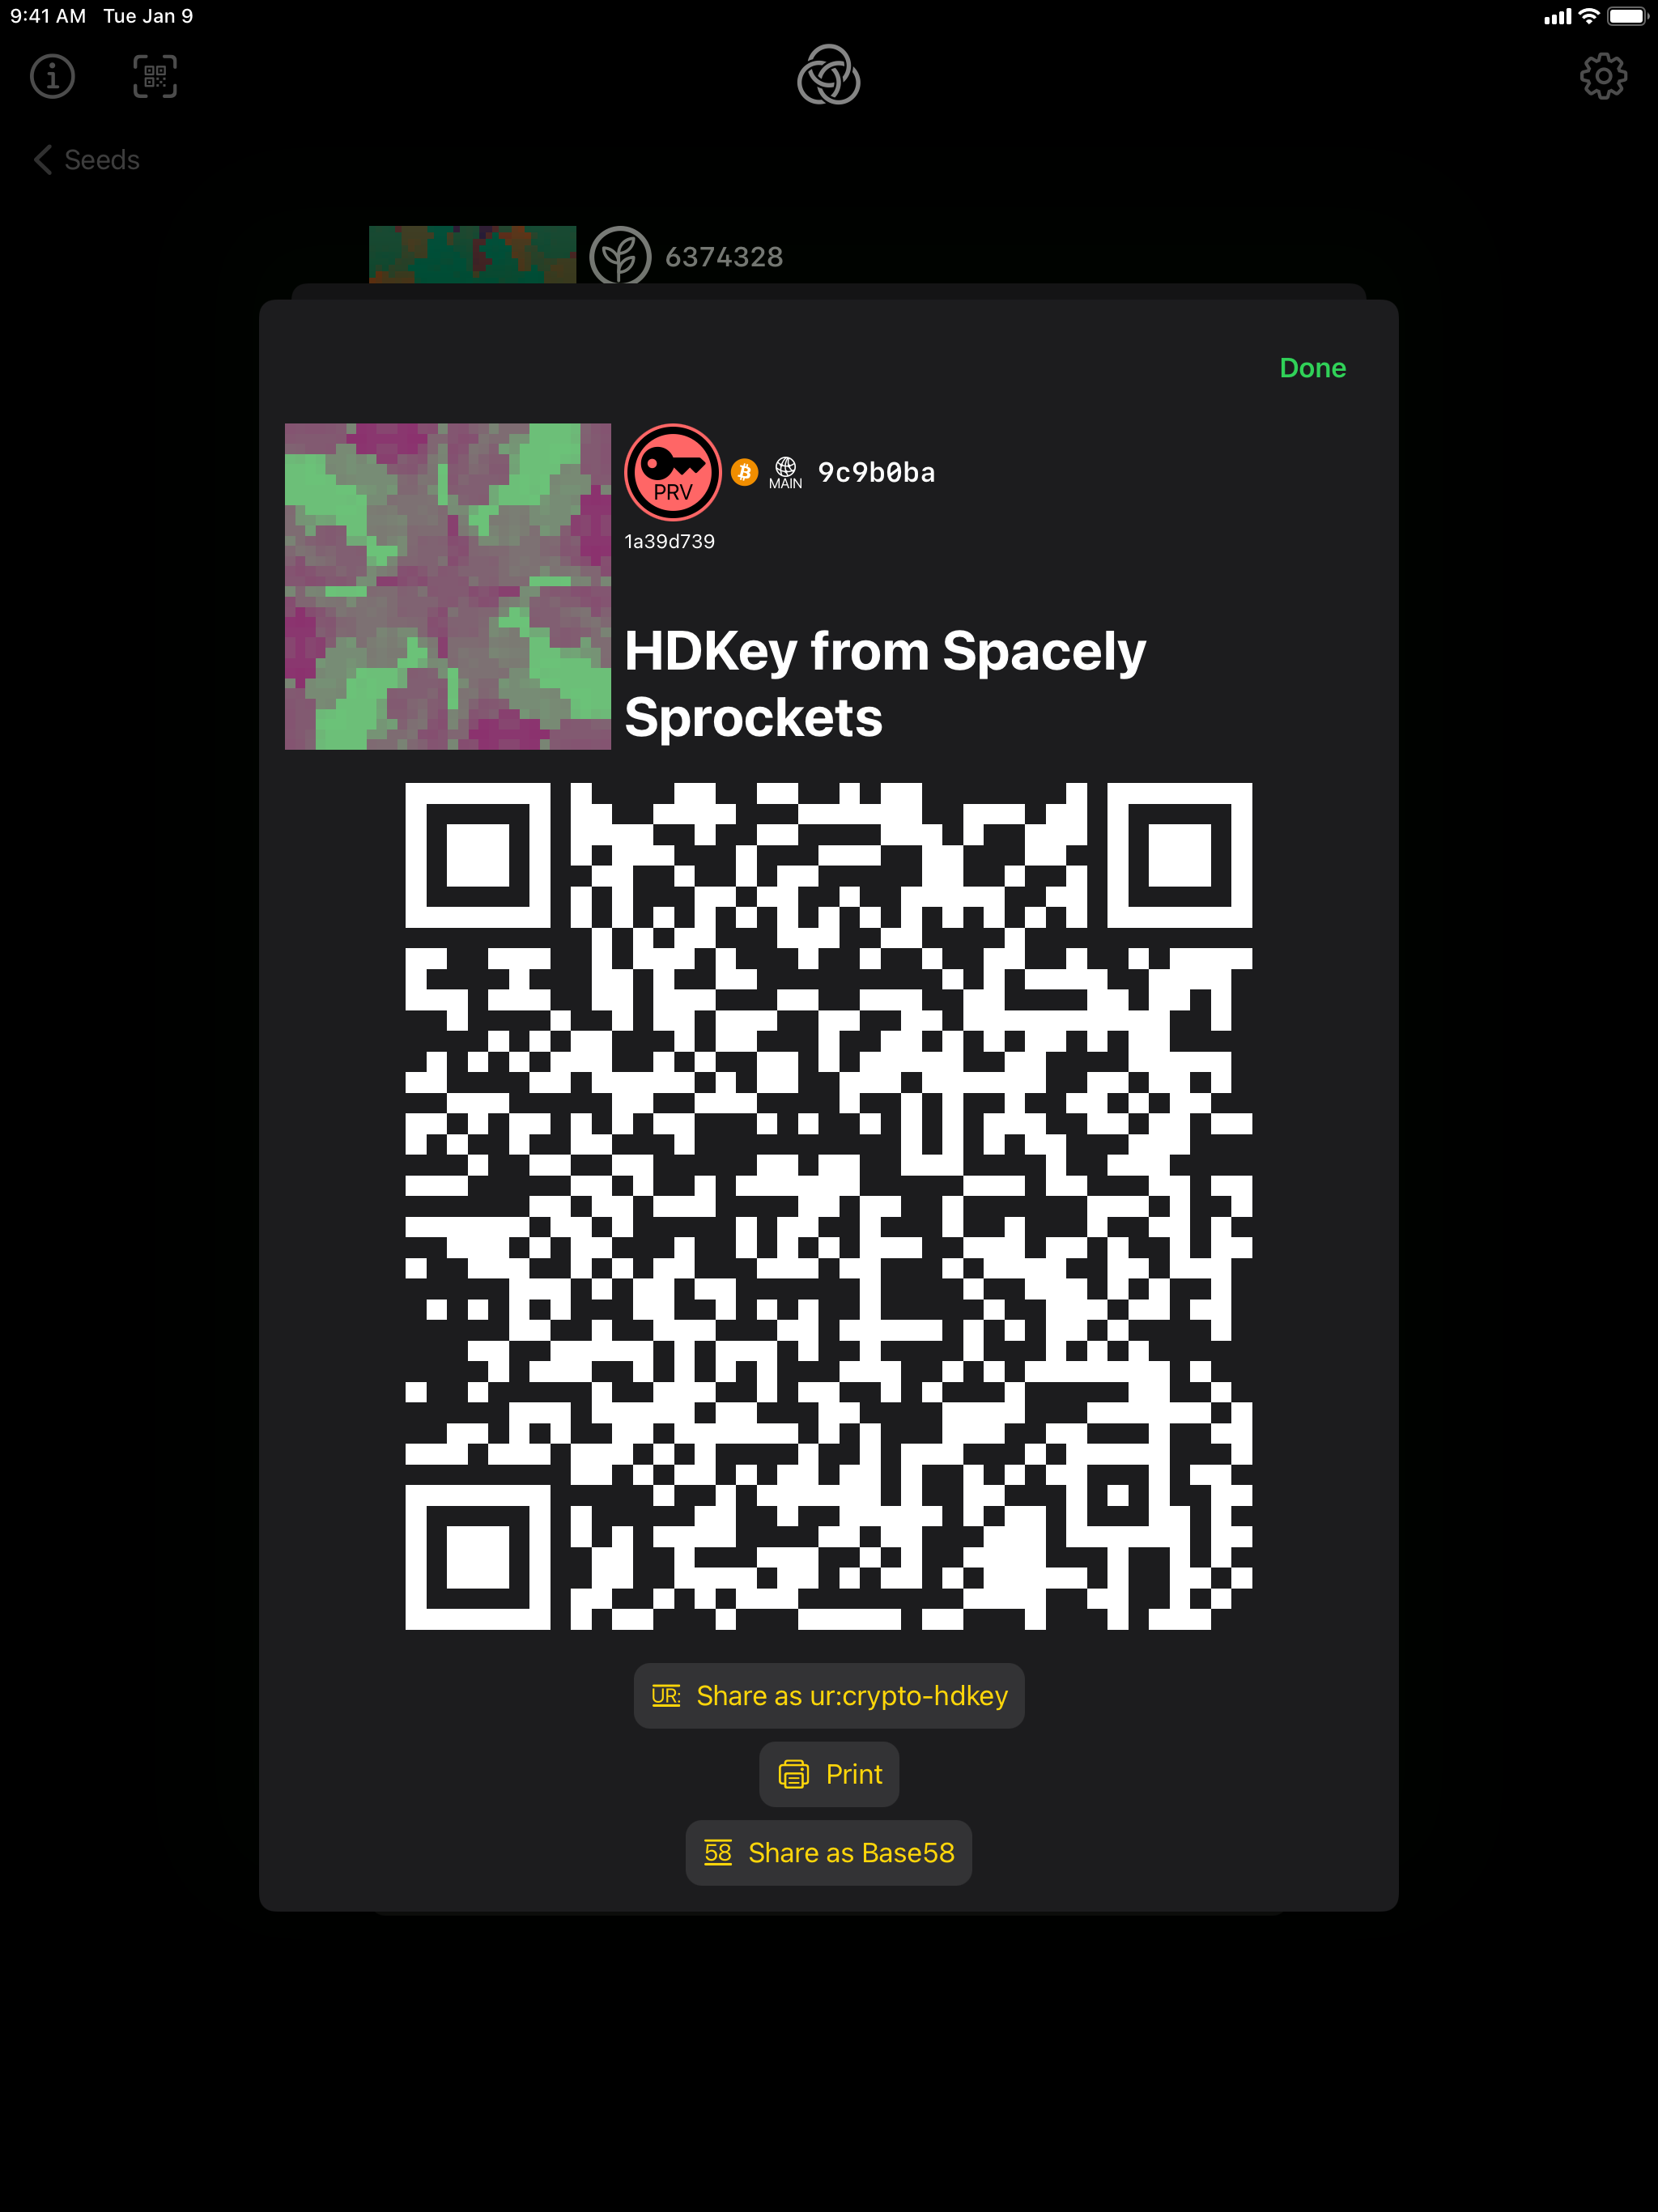 9:41 AM Tue Jan 9
Seeds
6374328
Done
PRV
MAIN
9c9b0ba
1a39d739
HDKey from Spacely
Sprockets
UR: Share as ur:crypto-hdkey
Print
58 Share as Base58